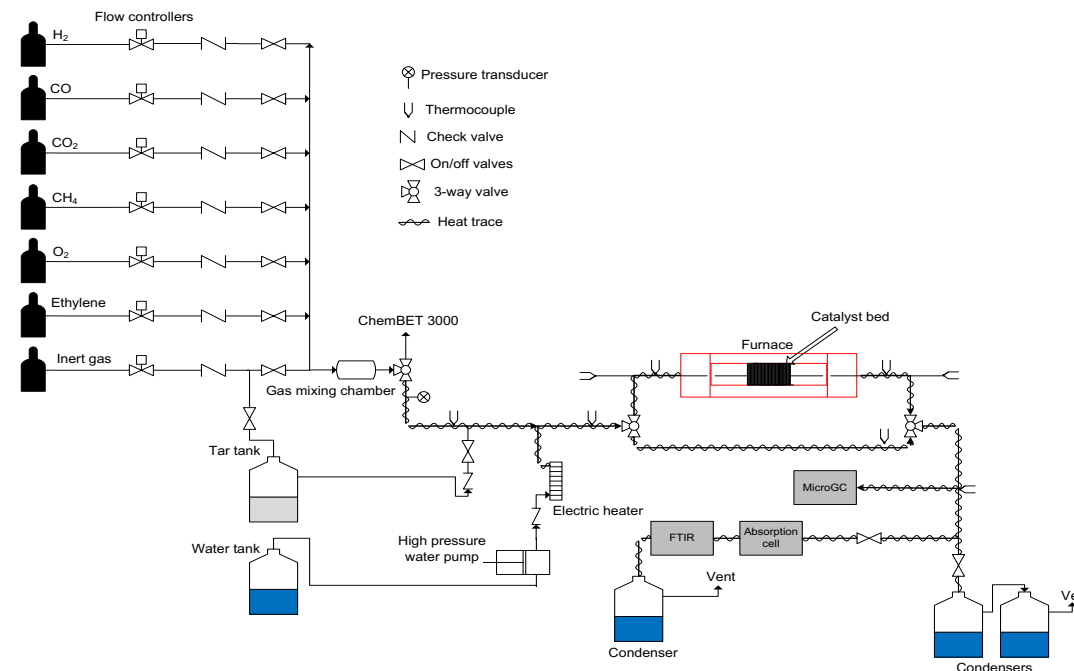 Flow controllers
H₂
CO
CO₂
CH₄
O₂
Ethylene
Inert gas
Pressure transducer
Thermocouple
Check valve
On/off valves
3-way valve
Heat trace
ChemBET 3000
Gas mixing chamber
Catalyst bed
Furnace
Tar tank
Water tank
High pressure
water pump
Electric heater
MicroGC
FTIR
Absorption
cell
Vent
Condenser
Ve
Condensers